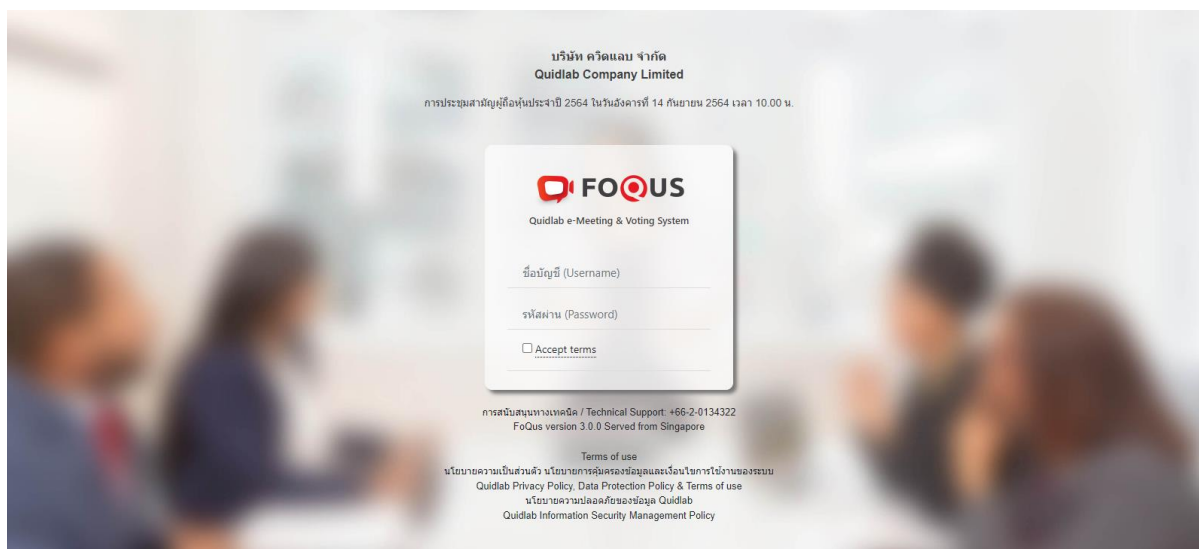 บริษัท ควิดแลบ จำกัด
Quidlab Company Limited
การประชุมสามัญผู้ถือหุ้นประจำปี 2564 ในวันอังคารที่ 14 กันยายน 2564 เวลา 10.00 น.
FOQUS
Quidlab e-Meeting & Voting System
ชื่อบัญชี (Username)
รหัสผ่าน (Password)
Accept terms
การสนับสนุนทางเทคนิค / Technical Support: +66-2-0134322
FoQus version 3.0.0 Served from Singapore
Terms of use
นโยบายความเป็นส่วนตัว นโยบายการคุ้มครองข้อมูลและเงื่อนไขการใช้งานของระบบ
Quidlab Privacy Policy, Data Protection Policy & Terms of use
นโยบายความปลอดภัยของข้อมูล Quidlab
Quidlab Information Security Management Policy